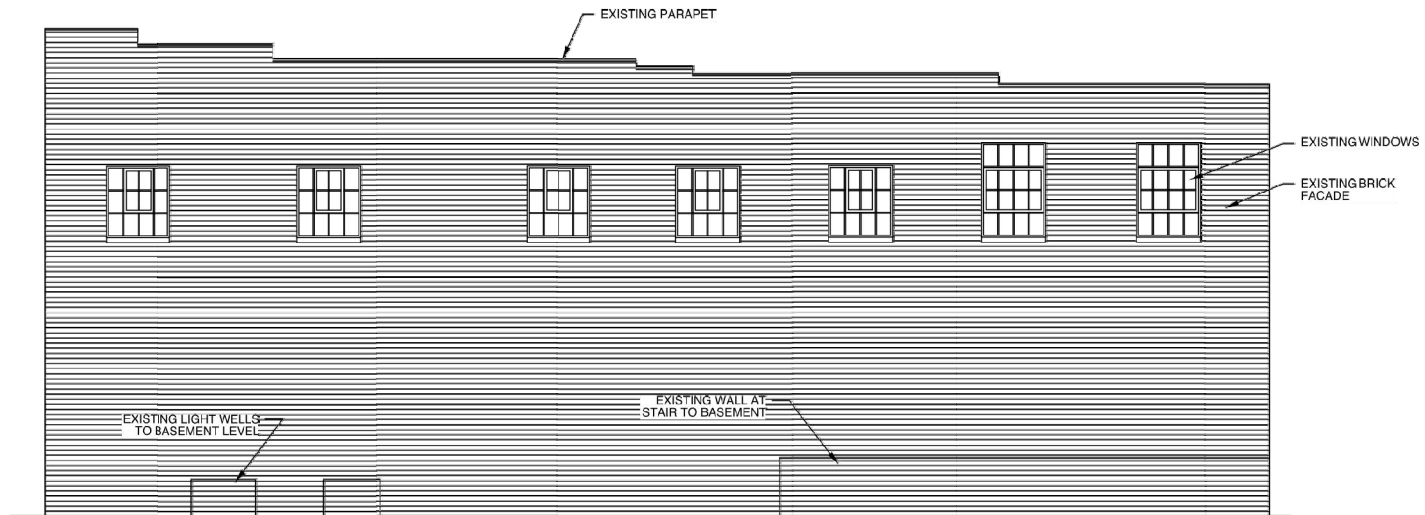 EXISTING PARAPET
EXISTING WINDOWS
EXISTING BRICK
FACADE
EXISTING WALL AT
STAIR TO BASEMENT
EXISTING LIGHT WELLS
TO BASEMENT LEVEL